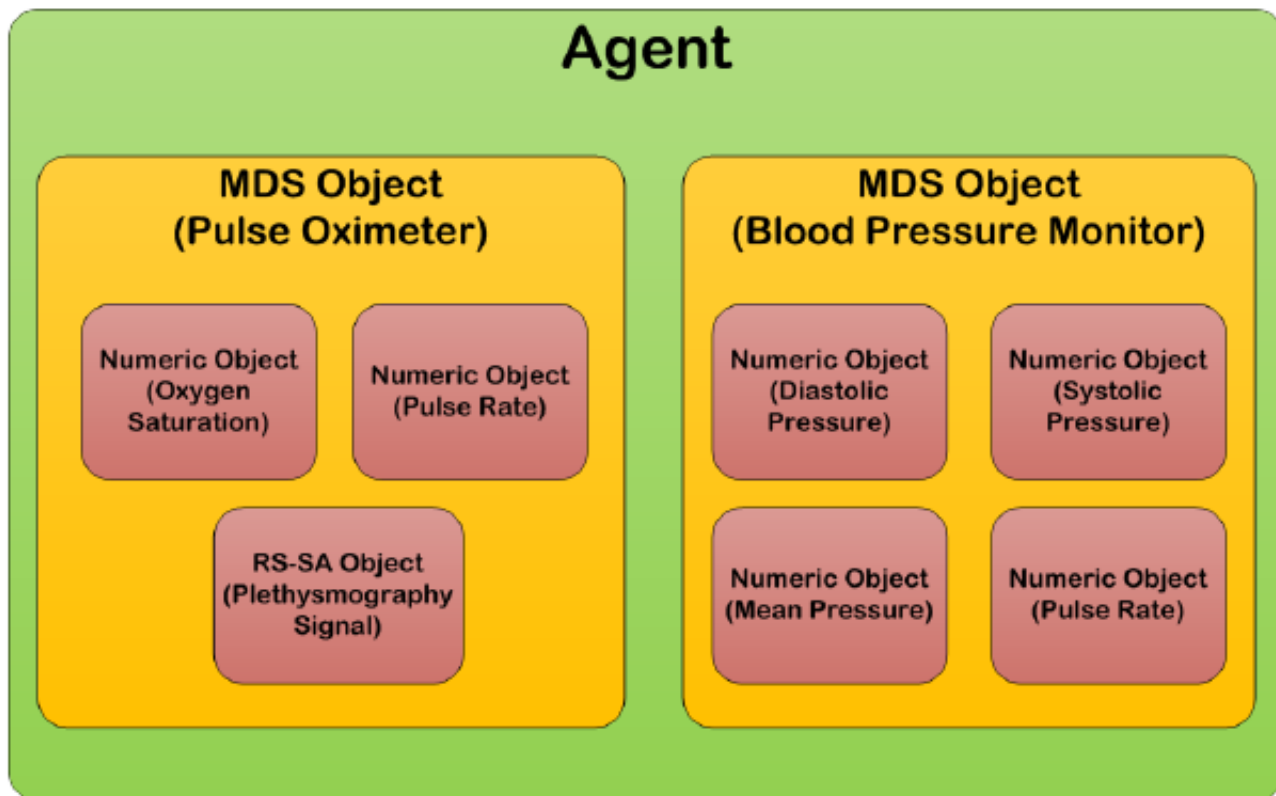 Agent
MDS Object
(Pulse Oximeter)
Numeric Object
(Oxygen
Saturation)
Numeric Object
(Pulse Rate)
RS-SA Object
(Plethysmography
Signal)
MDS Object
(Blood Pressure Monitor)
Numeric Object
(Diastolic
Pressure)
Numeric Object
(Systolic
Pressure)
Numeric Object
(Mean Pressure)
Numeric Object
(Pulse Rate)